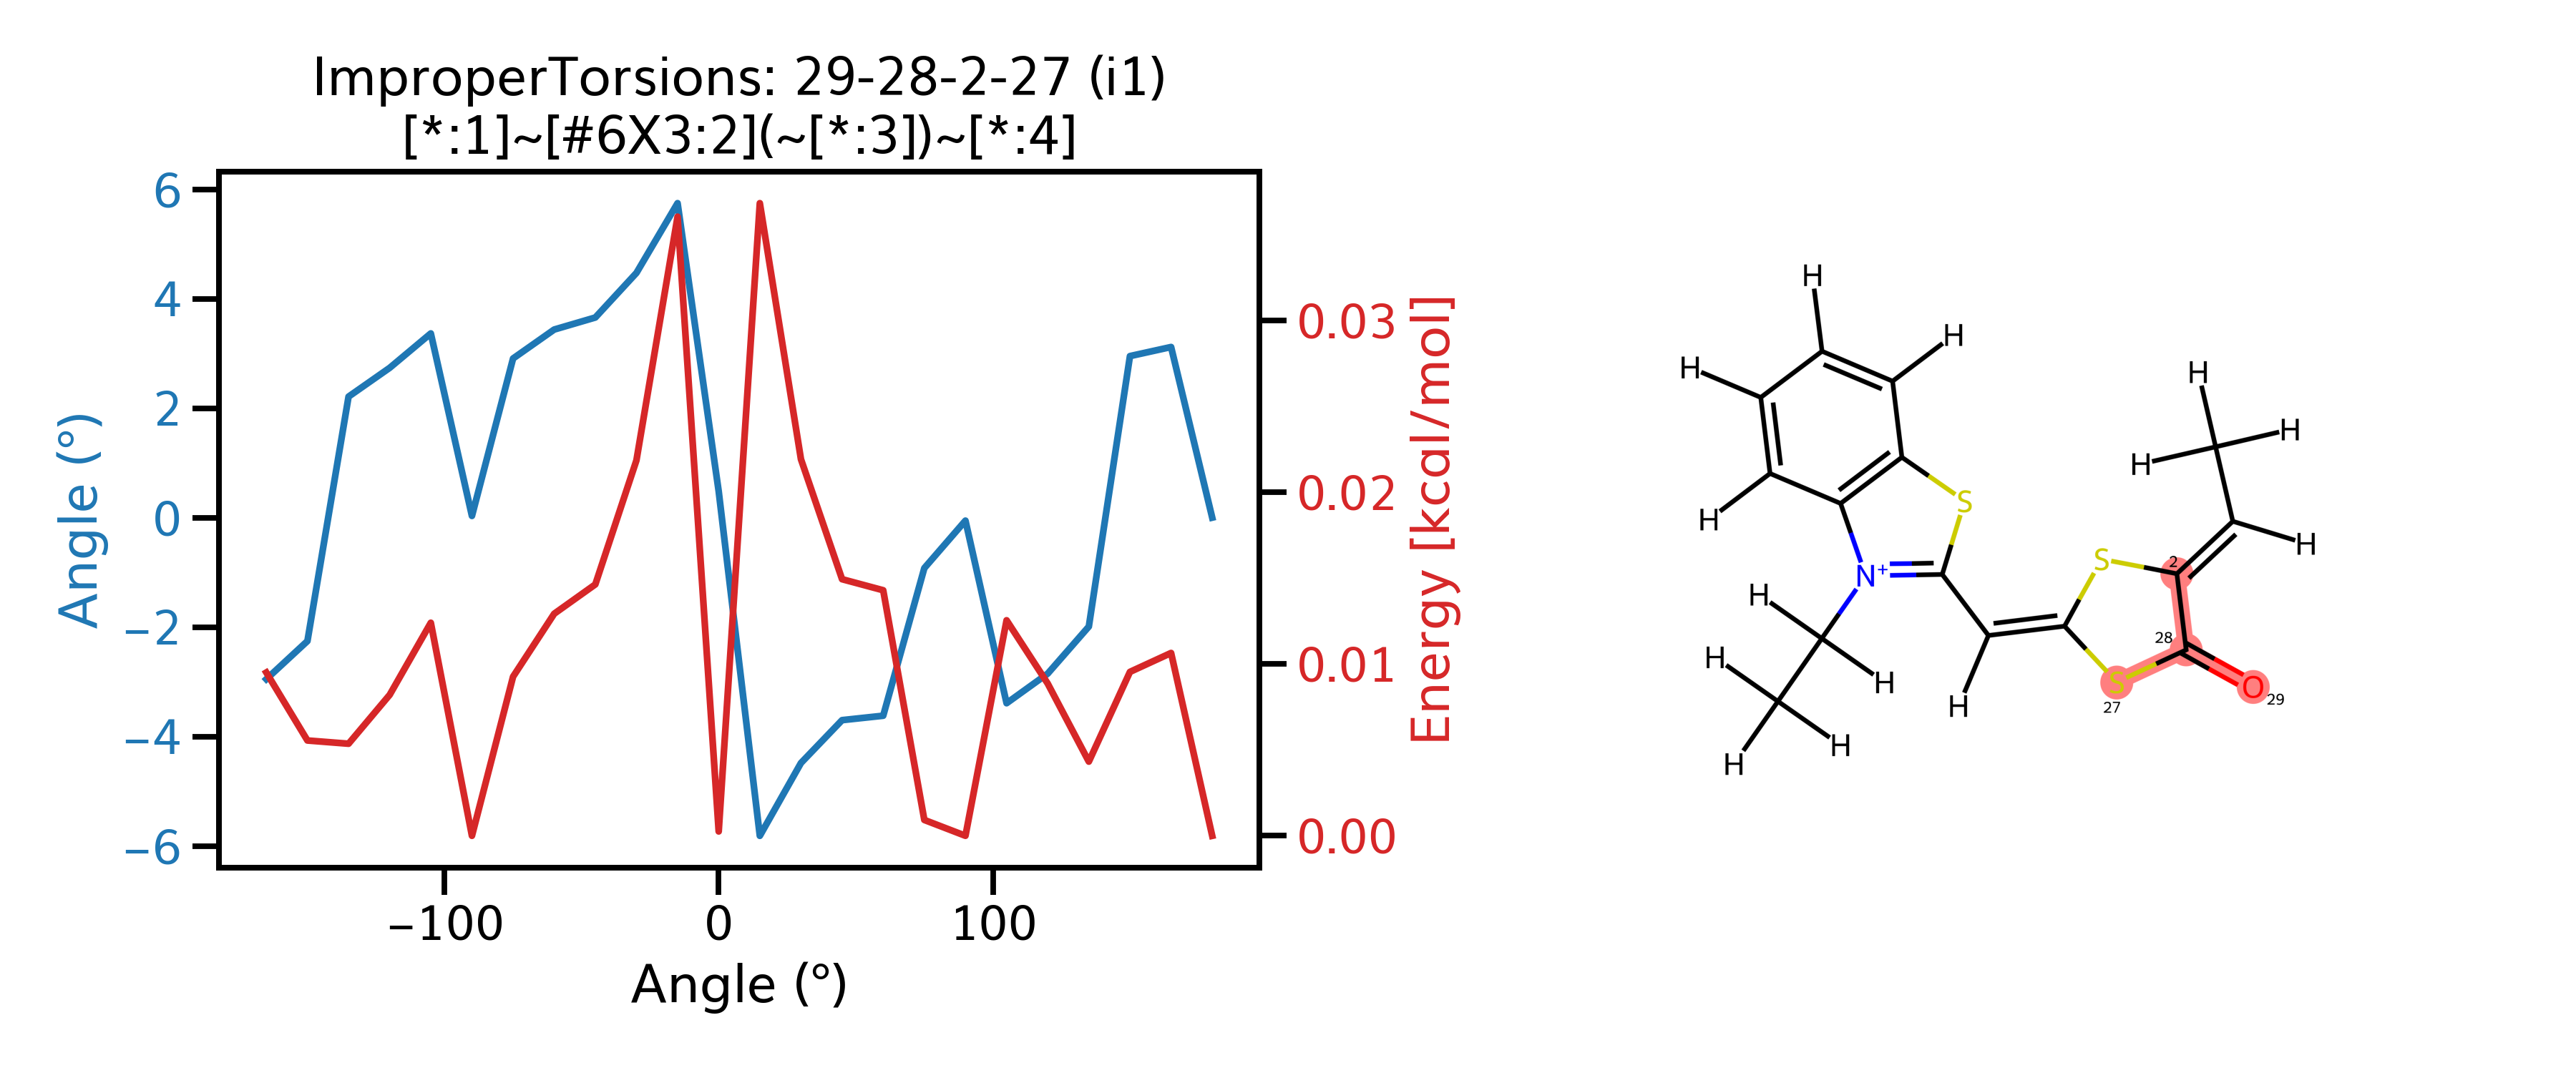 ImproperTorsions: 29-28-2-27 (i1)
[*:1]~[#6X3:2](~[*:3])~[*:4]
6
4
2
0
−2
−4
−6
Angle (°)
−100
0
100
Angle (°)
0.03
0.02
0.01
0.00
Energy [kcal/mol]
H
H
H
H
H
H
H
S
H
S
2
N+
H
28
H
H
S
27
O
29
H
H
H